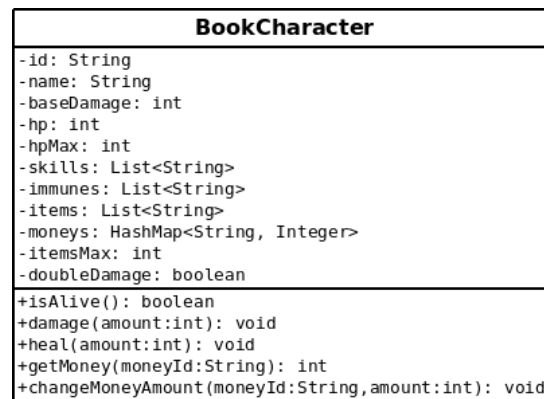 BookCharacter
-id: String
-name: String
-baseDamage: int
-hp: int
-hpMax: int
-skills: List<String>
-immunes: List<String>
-items: List<String>
-moneys: HashMap<String, Integer>
-itemsMax: int
-doubleDamage: boolean
+isAlive(): boolean
+damage(amount:int): void
+heal(amount:int): void
+getMoney(moneyId:String): int
+changeMoneyAmount(moneyId:String,amount:int): void